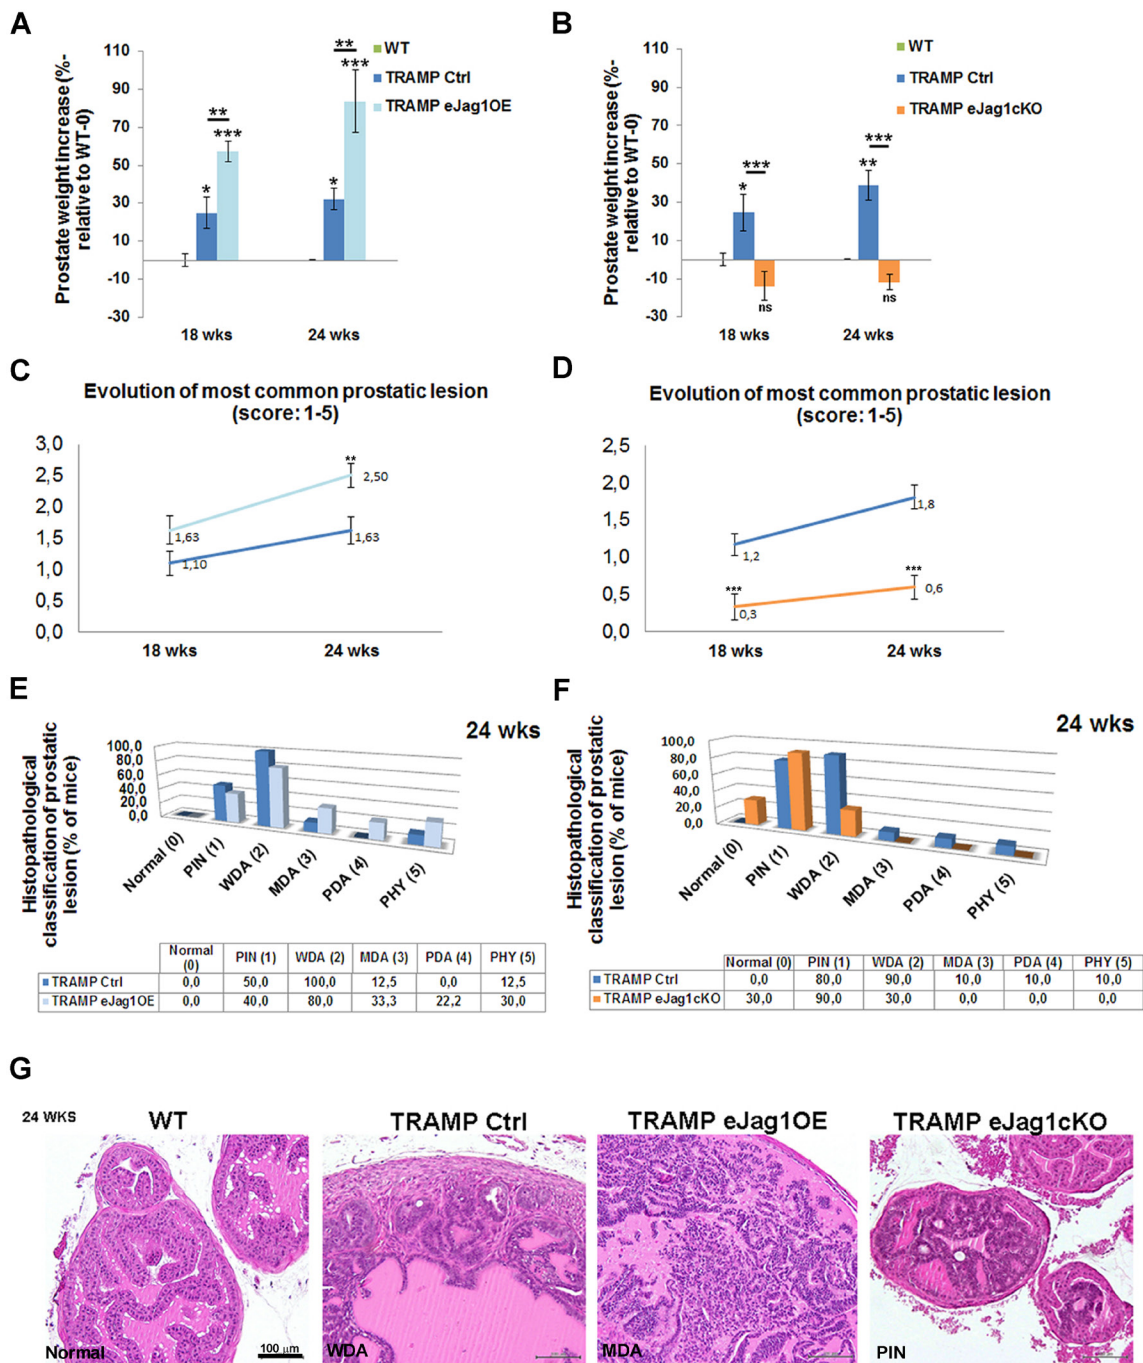 A
Prostate weight increase (%-
relative to WT-0)
110
90
70
50
30
10
-10
-30
WT
TRAMP Ctrl
TRAMP eJag1OE
*
**
***
*
**
***
18 wks
24 wks
B
Prostate weight increase (%-
relative to WT-0)
110
90
70
50
30
10
-10
-30
WT
TRAMP Ctrl
TRAMP eJag1cKO
*
***
ns
**
***
ns
18 wks
24 wks
C
Evolution of most common prostatic lesion
(score: 1-5)
3,0
2,5
2,0
1,5
1,0
0,5
0,0
1,63
1,10
**
2,50
1,63
18 wks
24 wks
D
Evolution of most common prostatic lesion
(score: 1-5)
2,5
2,0
1,5
1,0
0,5
0,0
1,2
1,8
***
0,3
***
0,6
18 wks
24 wks
E
24 wks
Histopathological
classification of prostatic
lesion (% of mice)
100,0
80,0
60,0
40,0
20,0
0,0
Normal (0)
PIN (1)
WDA (2)
MDA (3)
PDA (4)
PHY (5)
Normal (0) PIN (1) WDA (2) MDA (3) PDA (4) PHY (5)
TRAMP Ctrl 0,0 50,0 100,0 12,5 0,0 12,5
TRAMP eJag1OE 0,0 40,0 80,0 33,3 22,2 30,0
F
24 wks
Histopathological
classification of prostatic
lesion (% of mice)
100,0
80,0
60,0
40,0
20,0
0,0
Normal (0)
PIN (1)
WDA (2)
MDA (3)
PDA (4)
PHY (5)
Normal (0) PIN (1) WDA (2) MDA (3) PDA (4) PHY (5)
TRAMP Ctrl 0,0 80,0 90,0 10,0 10,0 10,0
TRAMP eJag1cKO 30,0 90,0 30,0 0,0 0,0 0,0
G
24 WKS
WT
TRAMP Ctrl
TRAMP eJag1OE
TRAMP eJag1cKO
Normal
100 µm
WDA
MDA
PIN